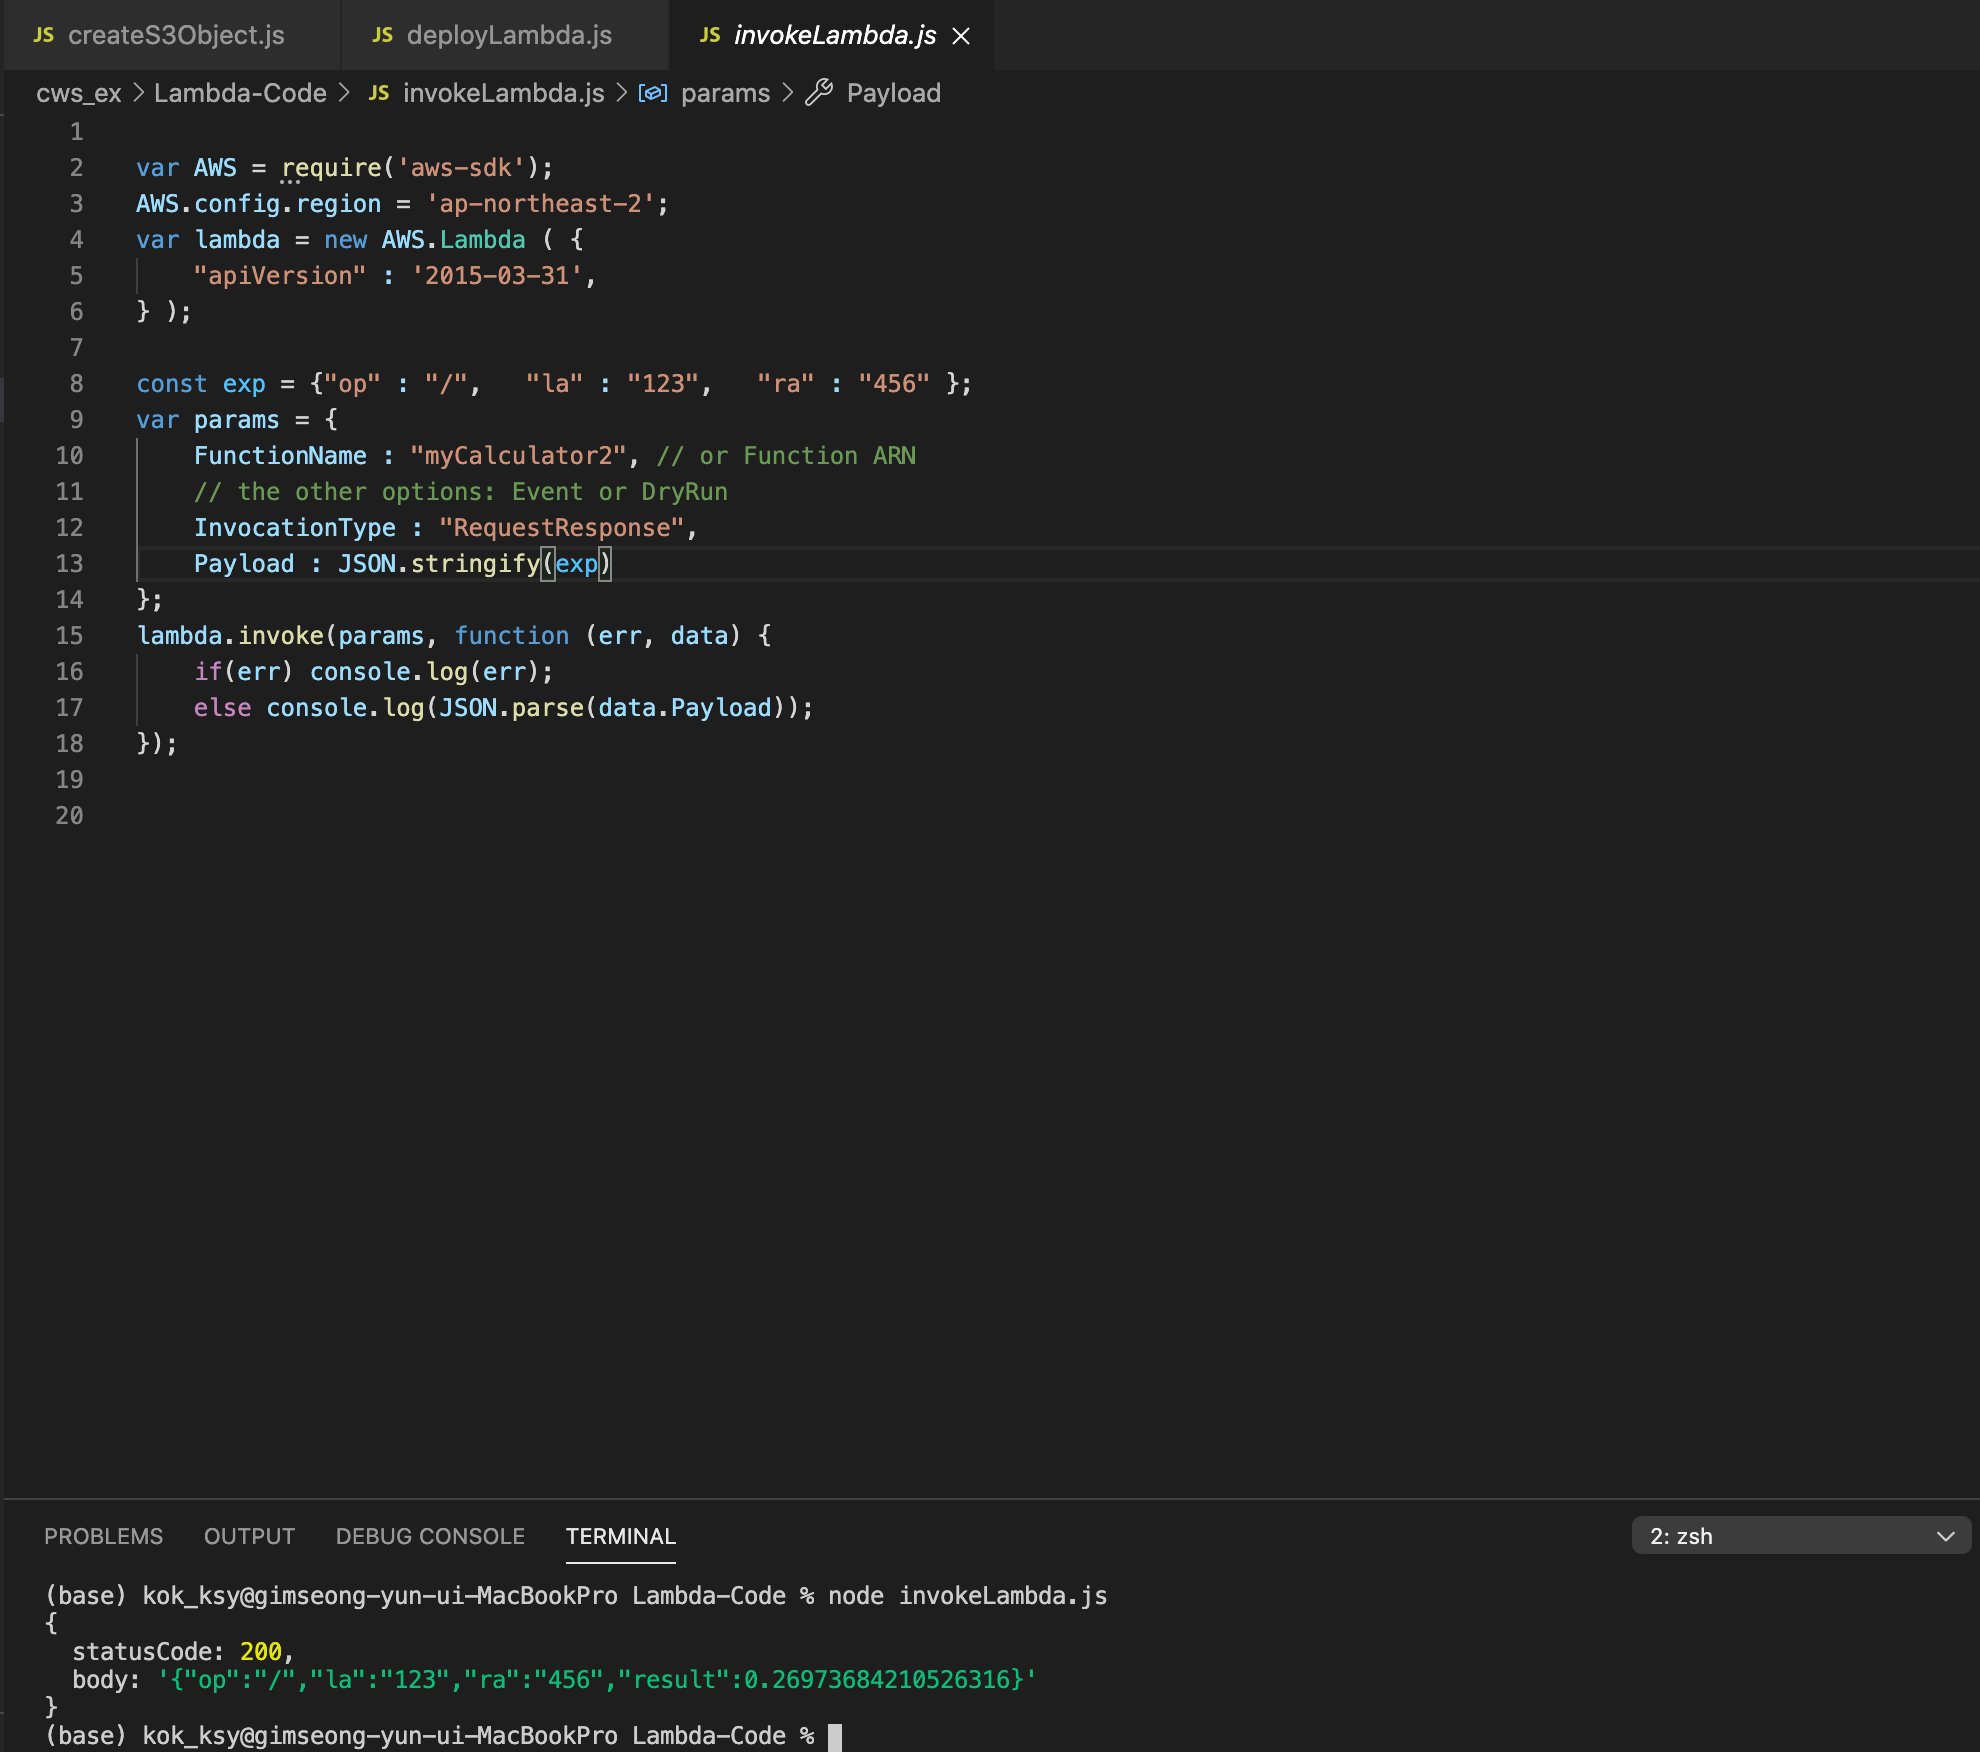 JS createS3Object.js JS deployLambda.js JS invokeLambda.js
cws_ex > Lambda-Code > JS invokeLambda.js > params > Payload
1
2 var AWS = require('aws-sdk');
3 AWS.config.region = 'ap-northeast-2';
4 var lambda = new AWS.Lambda ( {
5 "apiVersion" : '2015-03-31',
6 } );
7
8 const exp = {"op" : "/",   "la" : "123",   "ra" : "456" };
9 var params = {
10 FunctionName : "myCalculator2", // or Function ARN
11 // the other options: Event or DryRun
12 InvocationType : "RequestResponse",
13 Payload : JSON.stringify(exp)
14 };
15 lambda.invoke(params, function (err, data) {
16 if(err) console.log(err);
17 else console.log(JSON.parse(data.Payload));
18 });
19
20
PROBLEMS OUTPUT DEBUG CONSOLE TERMINAL 2: zsh
(base) kok_ksy@gimseong-yun-ui-MacBookPro Lambda-Code % node invokeLambda.js
{
  statusCode: 200,
  body: '{"op":"/","la":"123","ra":"456","result":0.26973684210526316}'
}
(base) kok_ksy@gimseong-yun-ui-MacBookPro Lambda-Code %